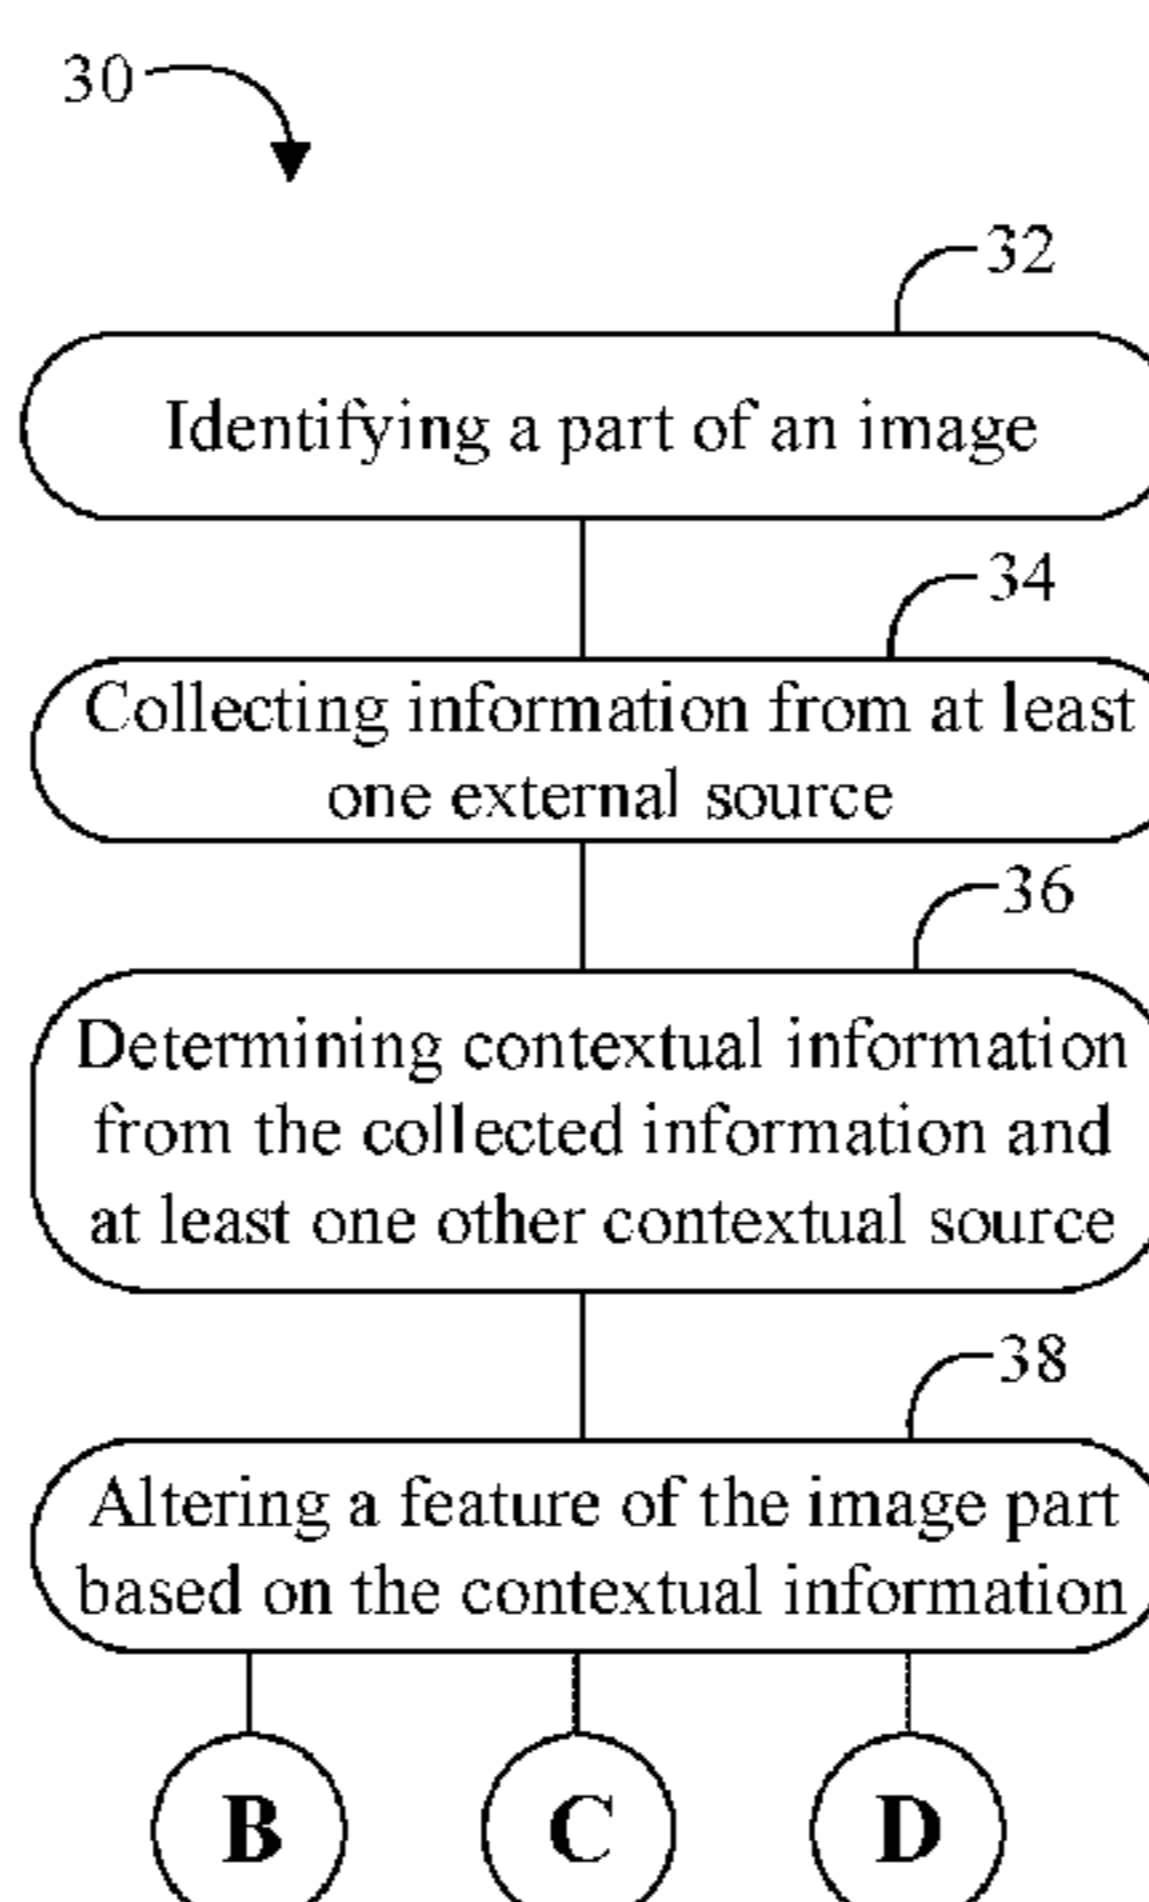 30
32
Identifying a part of an image
34
Collecting information from at least
one external source
36
Determining contextual information
from the collected information and
at least one other contextual source
38
Altering a feature of the image part
based on the contextual information
B C D